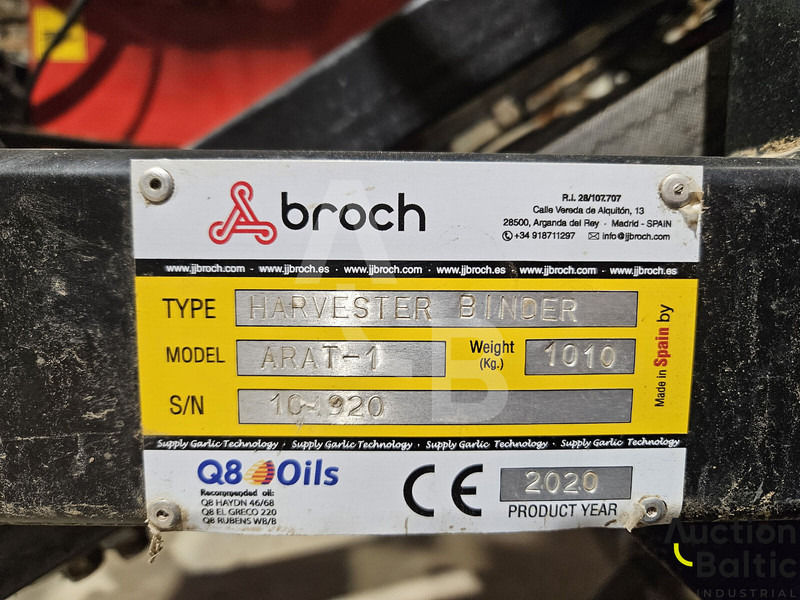 broch
R.I. 28/107.707
Calle Vereda de Alquitón, 13
28500, Arganda del Rey - Madrid - SPAIN
+34 918711297 info@jjbroch.com
www.jjbroch.com - www.jjbroch.es - www.jjbroch.com - www.jjbroch.es - www.jjbroch.com - www.jjbroch.es
TYPE HARVESTER BINDER
MODEL ARAT-1 Weight (Kg.) 1010
S/N
Made in Spain by
Supply Garlic Technology - Supply Garlic Technology - Supply Garlic Technology - Supply Garlic Technology
Q8 Oils
Recommended oil:
Q8 HAYDN 46/68
Q8 EL GRECO 220
Q8 RUBENS WB/B
CE
2020
PRODUCT YEAR
A
A B
Auction
Baltic
INDUSTRIAL